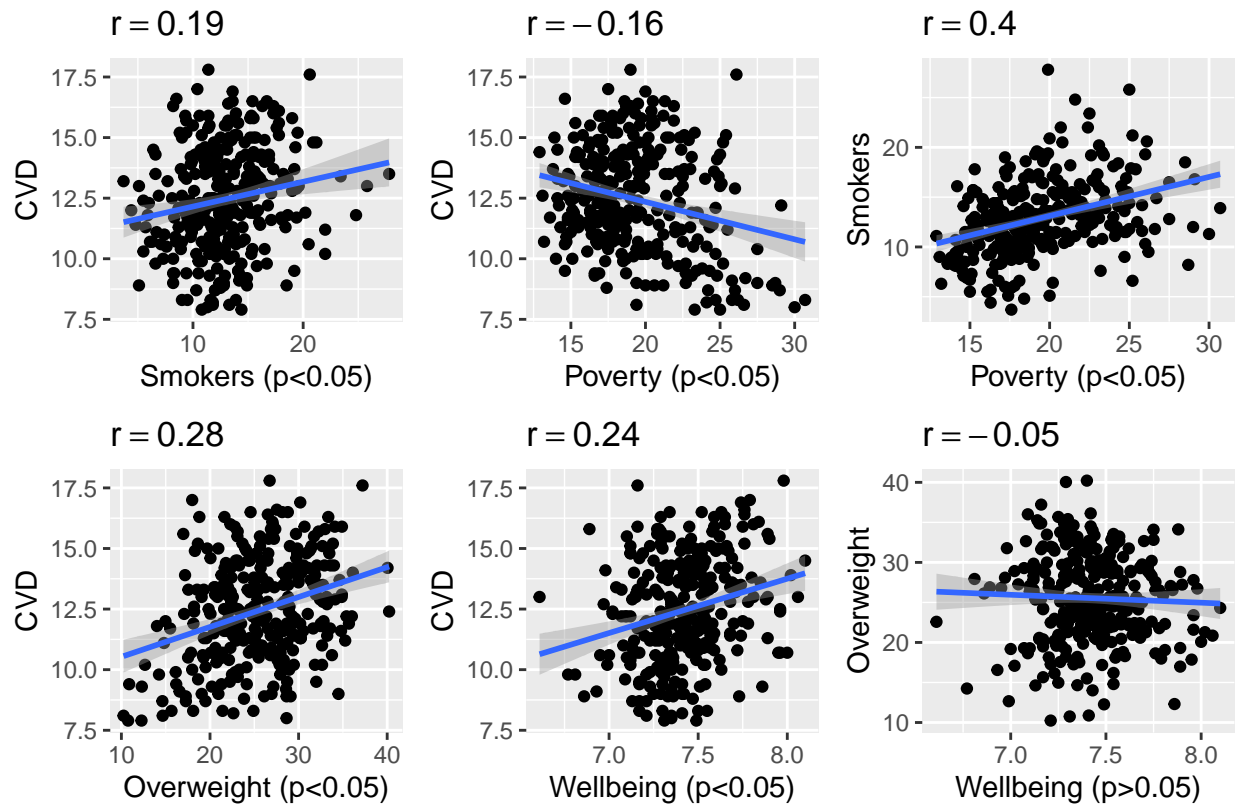 r = 0.19
17.5
15.0
12.5
10.0
7.5
CVD
10 20
Smokers (p<0.05)
r = −0.16
17.5
15.0
12.5
10.0
7.5
CVD
15 20 25 30
Poverty (p<0.05)
r = 0.4
20
10
Smokers
15 20 25 30
Poverty (p<0.05)
r = 0.28
17.5
15.0
12.5
10.0
7.5
CVD
10 20 30 40
Overweight (p<0.05)
r = 0.24
17.5
15.0
12.5
10.0
7.5
CVD
7.0 7.5 8.0
Wellbeing (p<0.05)
r = −0.05
40
30
20
10
Overweight
7.0 7.5 8.0
Wellbeing (p>0.05)